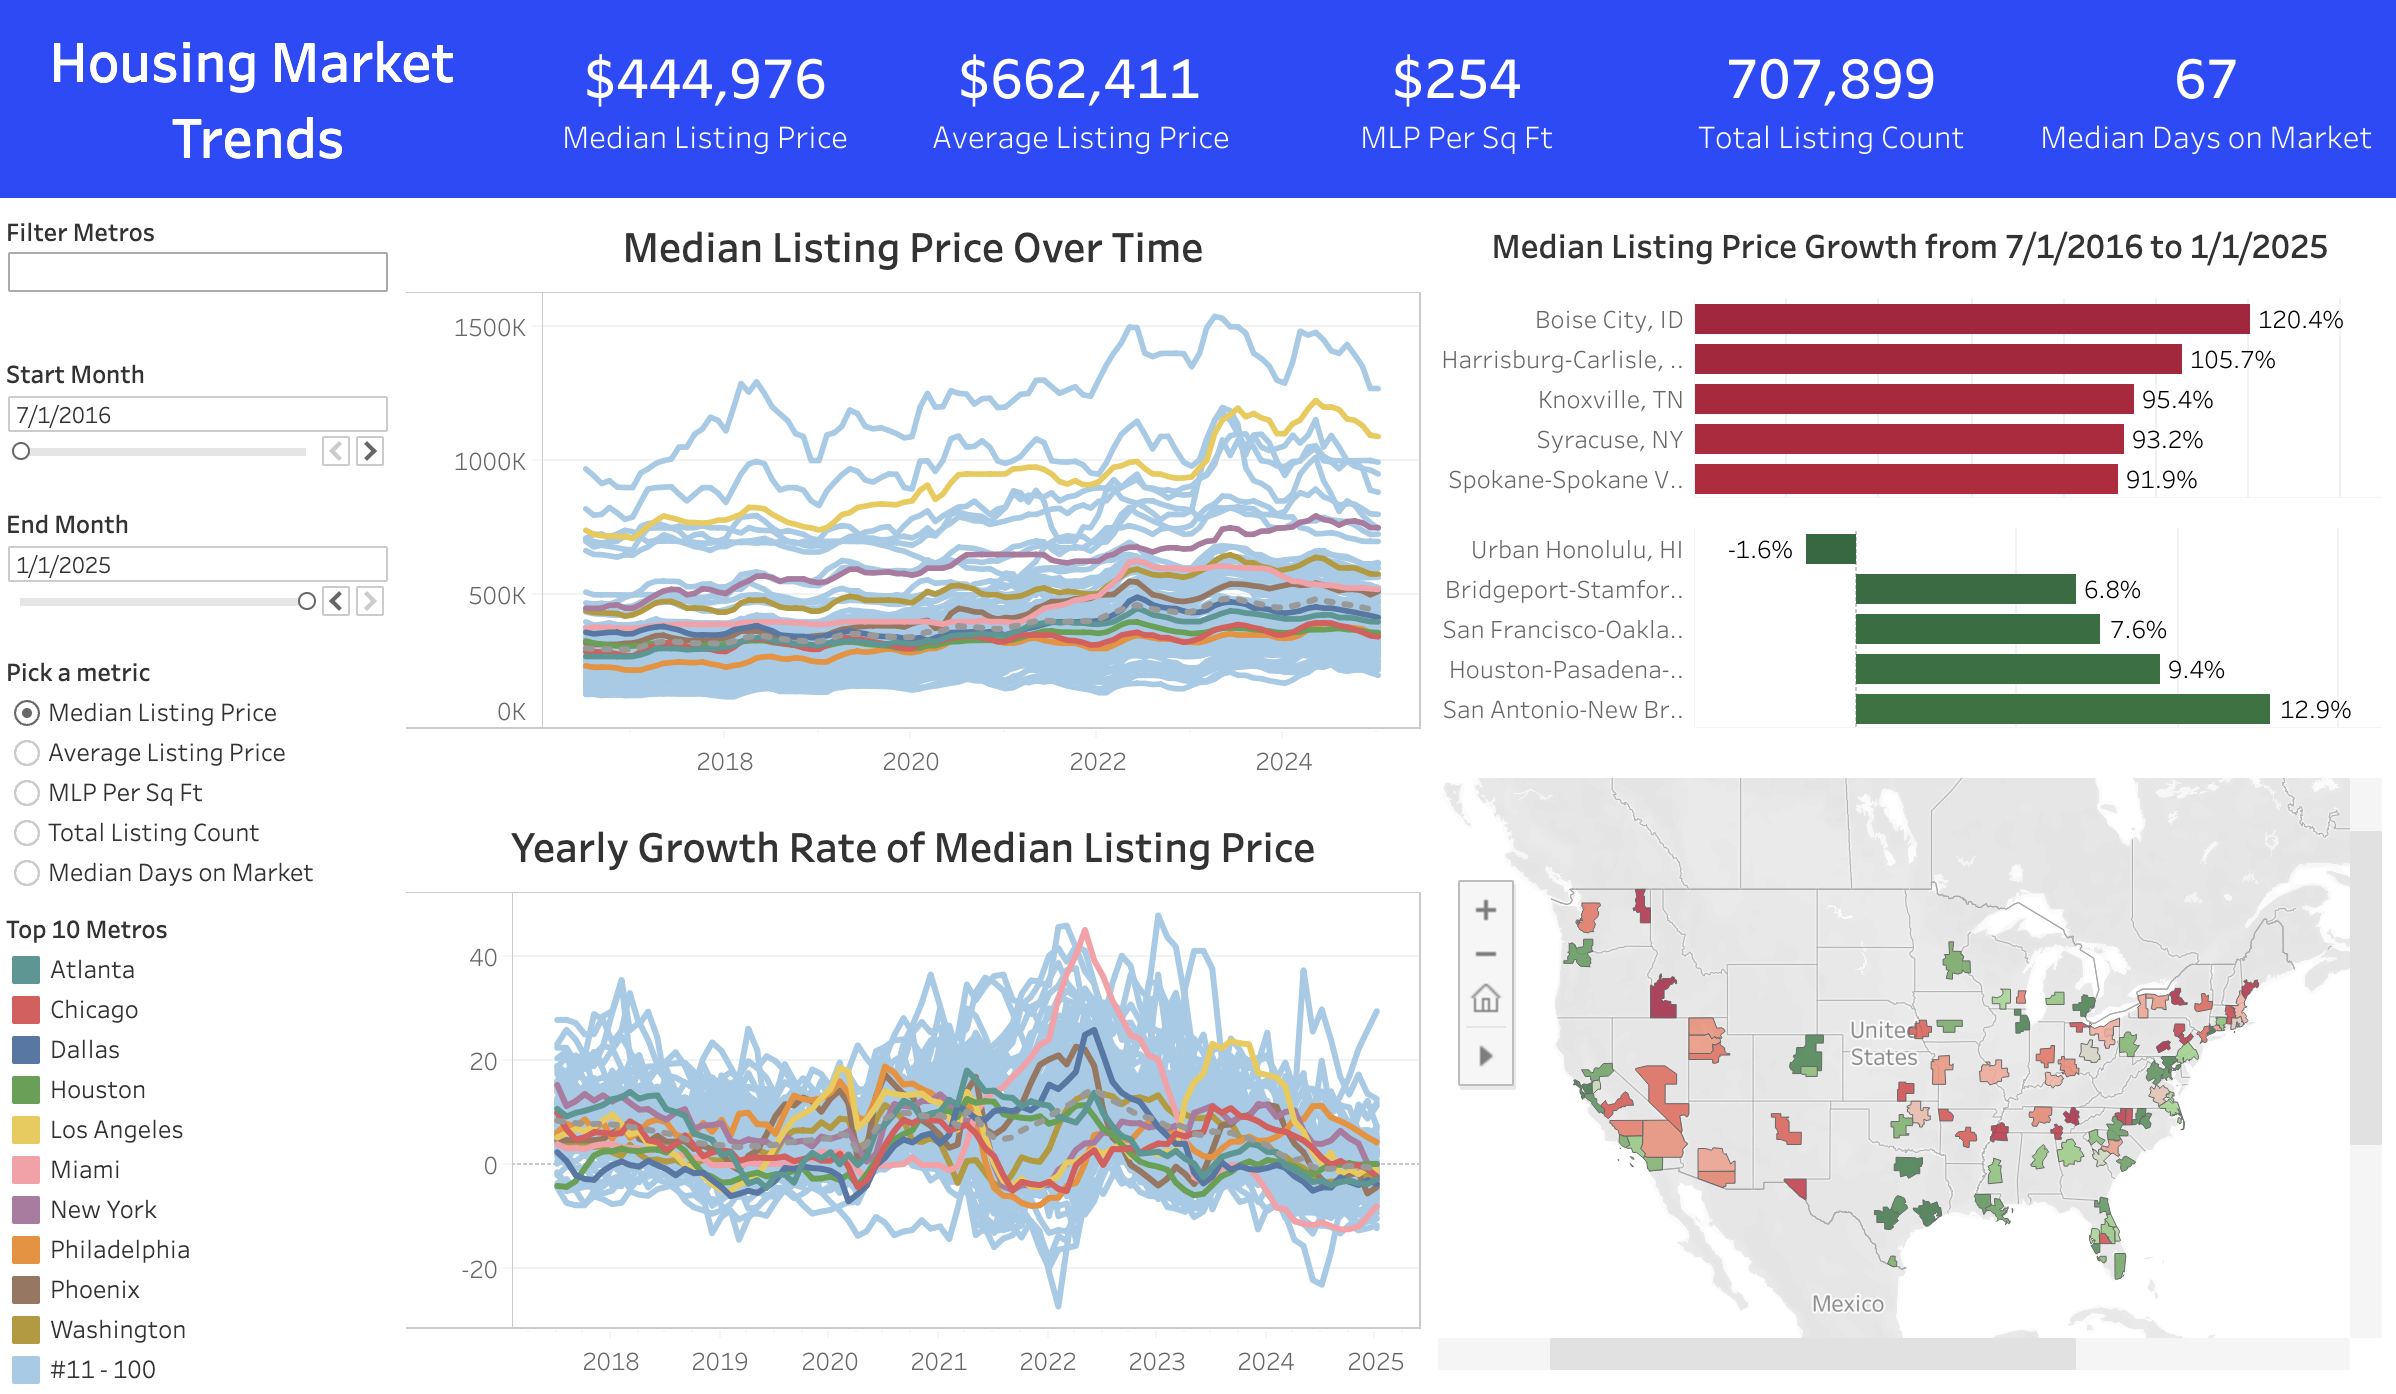 Housing Market
Trends
$444,976
Median Listing Price
$662,411
Average Listing Price
$254
MLP Per Sq Ft
707,899
Total Listing Count
67
Median Days on Market
Filter Metros
Start Month
7/1/2016
End Month
1/1/2025
Pick a metric
Median Listing Price
Average Listing Price
MLP Per Sq Ft
Total Listing Count
Median Days on Market
Top 10 Metros
Atlanta
Chicago
Dallas
Houston
Los Angeles
Miami
New York
Philadelphia
Phoenix
Washington
#11 - 100
Median Listing Price Over Time
1500K
1000K
500K
0K
2018 2020 2022 2024
Yearly Growth Rate of Median Listing Price
40
20
0
-20
2018 2019 2020 2021 2022 2023 2024 2025
Median Listing Price Growth from 7/1/2016 to 1/1/2025
Boise City, ID 120.4%
Harrisburg-Carlisle, .. 105.7%
Knoxville, TN 95.4%
Syracuse, NY 93.2%
Spokane-Spokane V.. 91.9%
Urban Honolulu, HI -1.6%
Bridgeport-Stamfor.. 6.8%
San Francisco-Oakla.. 7.6%
Houston-Pasadena-.. 9.4%
San Antonio-New Br.. 12.9%
United
States
Mexico